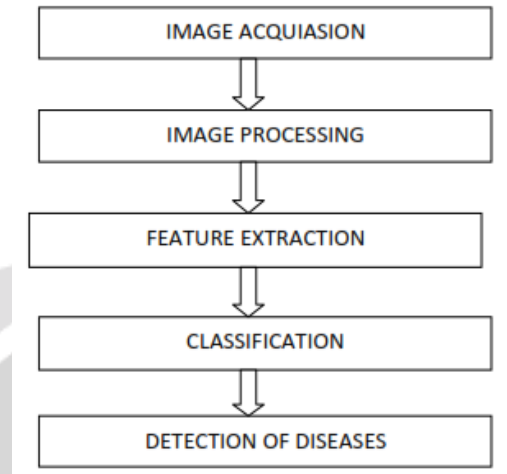 IMAGE ACQUIASION
IMAGE PROCESSING
FEATURE EXTRACTION
CLASSIFICATION
DETECTION OF DISEASES